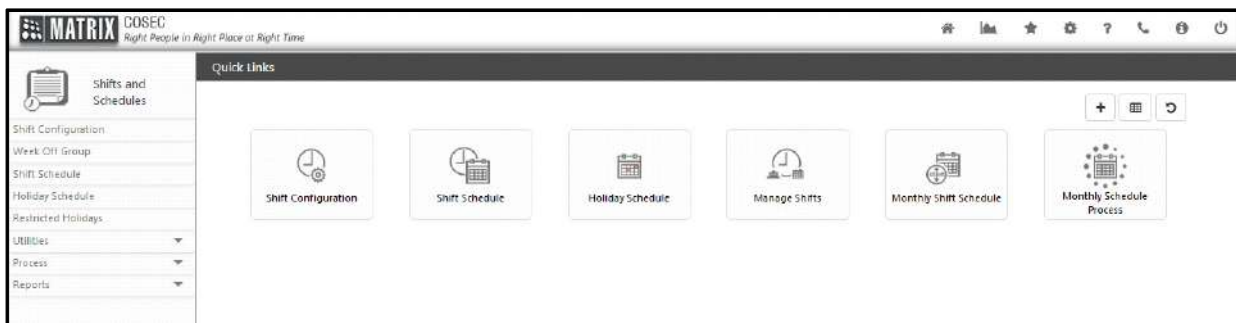 MATRIX COSEC
Right People in Right Place at Right Time
?
Shifts and
Schedules
Quick Links
Shift Configuration
Week Off Group
Shift Schedule
Holiday Schedule
Restricted Holidays
Utilities
Process
Reports
Shift Configuration
Shift Schedule
Holiday Schedule
Manage Shifts
Monthly Shift Schedule
Monthly Schedule
Process